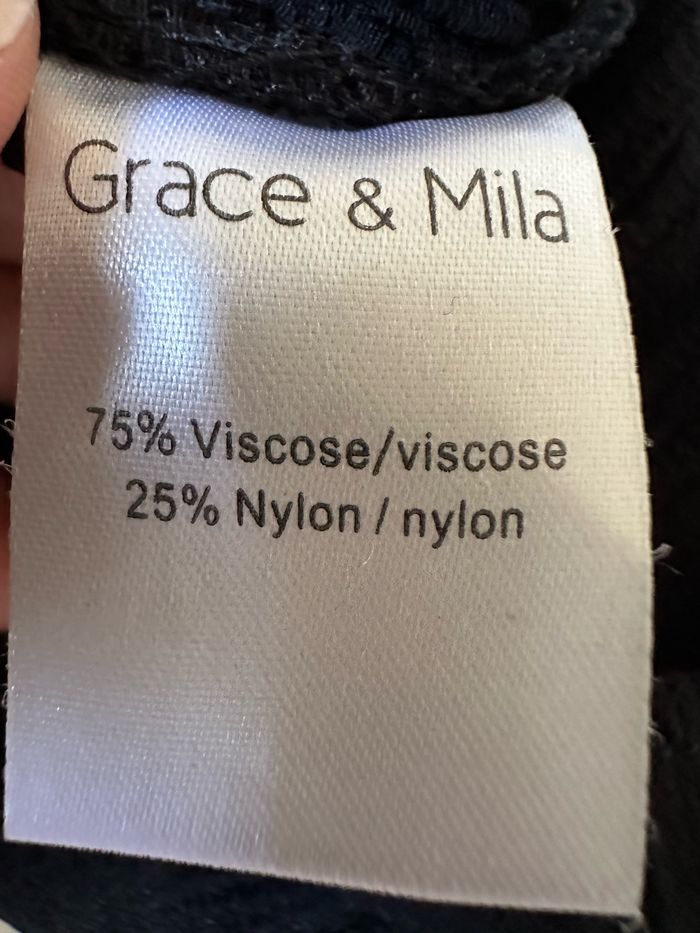 Grace & Mila
75% Viscose/viscose
25% Nylon / nylon